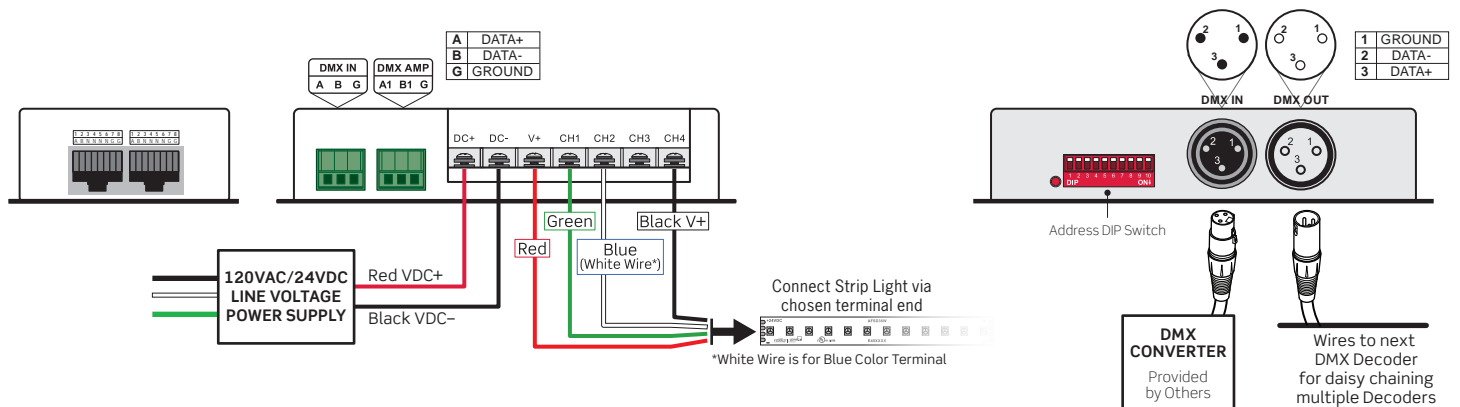 A DATA+
B DATA-
G GROUND
DMX IN
A B G
DMX AMP
A1 B1 G
1 2 3 4 5 6 7 8
A B N N N N G G
1 2 3 4 5 6 7 8
A B N N N N G G
DC+ DC- V+ CH1 CH2 CH3 CH4
Green
Black V+
Red
Blue
(White Wire*)
120VAC/24VDC
LINE VOLTAGE
POWER SUPPLY
Red VDC+
Black VDC–
Connect Strip Light via
chosen terminal end
+24VDC
*White Wire is for Blue Color Terminal
2 1
3
2 1
3
1 GROUND
2 DATA-
3 DATA+
DMX IN
DMX OUT
2 1
3
2 1
3
1 2 3 4 5 6 7 8 9 10
DIP ON↓
Address DIP Switch
DMX
CONVERTER
Provided
by Others
Wires to next
DMX Decoder
for daisy chaining
multiple Decoders